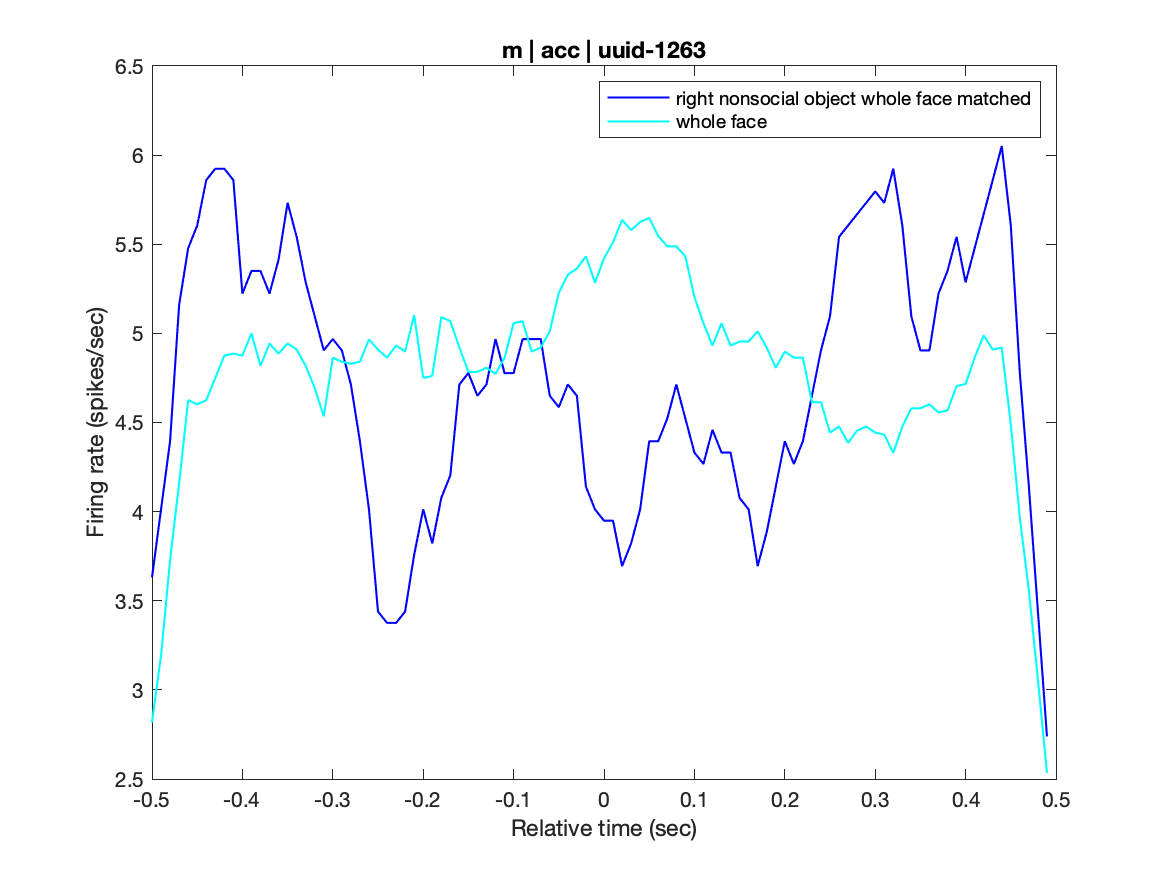 m | acc | uuid-1263
right nonsocial object whole face matched
whole face
Firing rate (spikes/sec)
6.5
6
5.5
5
4.5
4
3.5
3
2.5
-0.5 -0.4 -0.3 -0.2 -0.1 0 0.1 0.2 0.3 0.4 0.5
Relative time (sec)